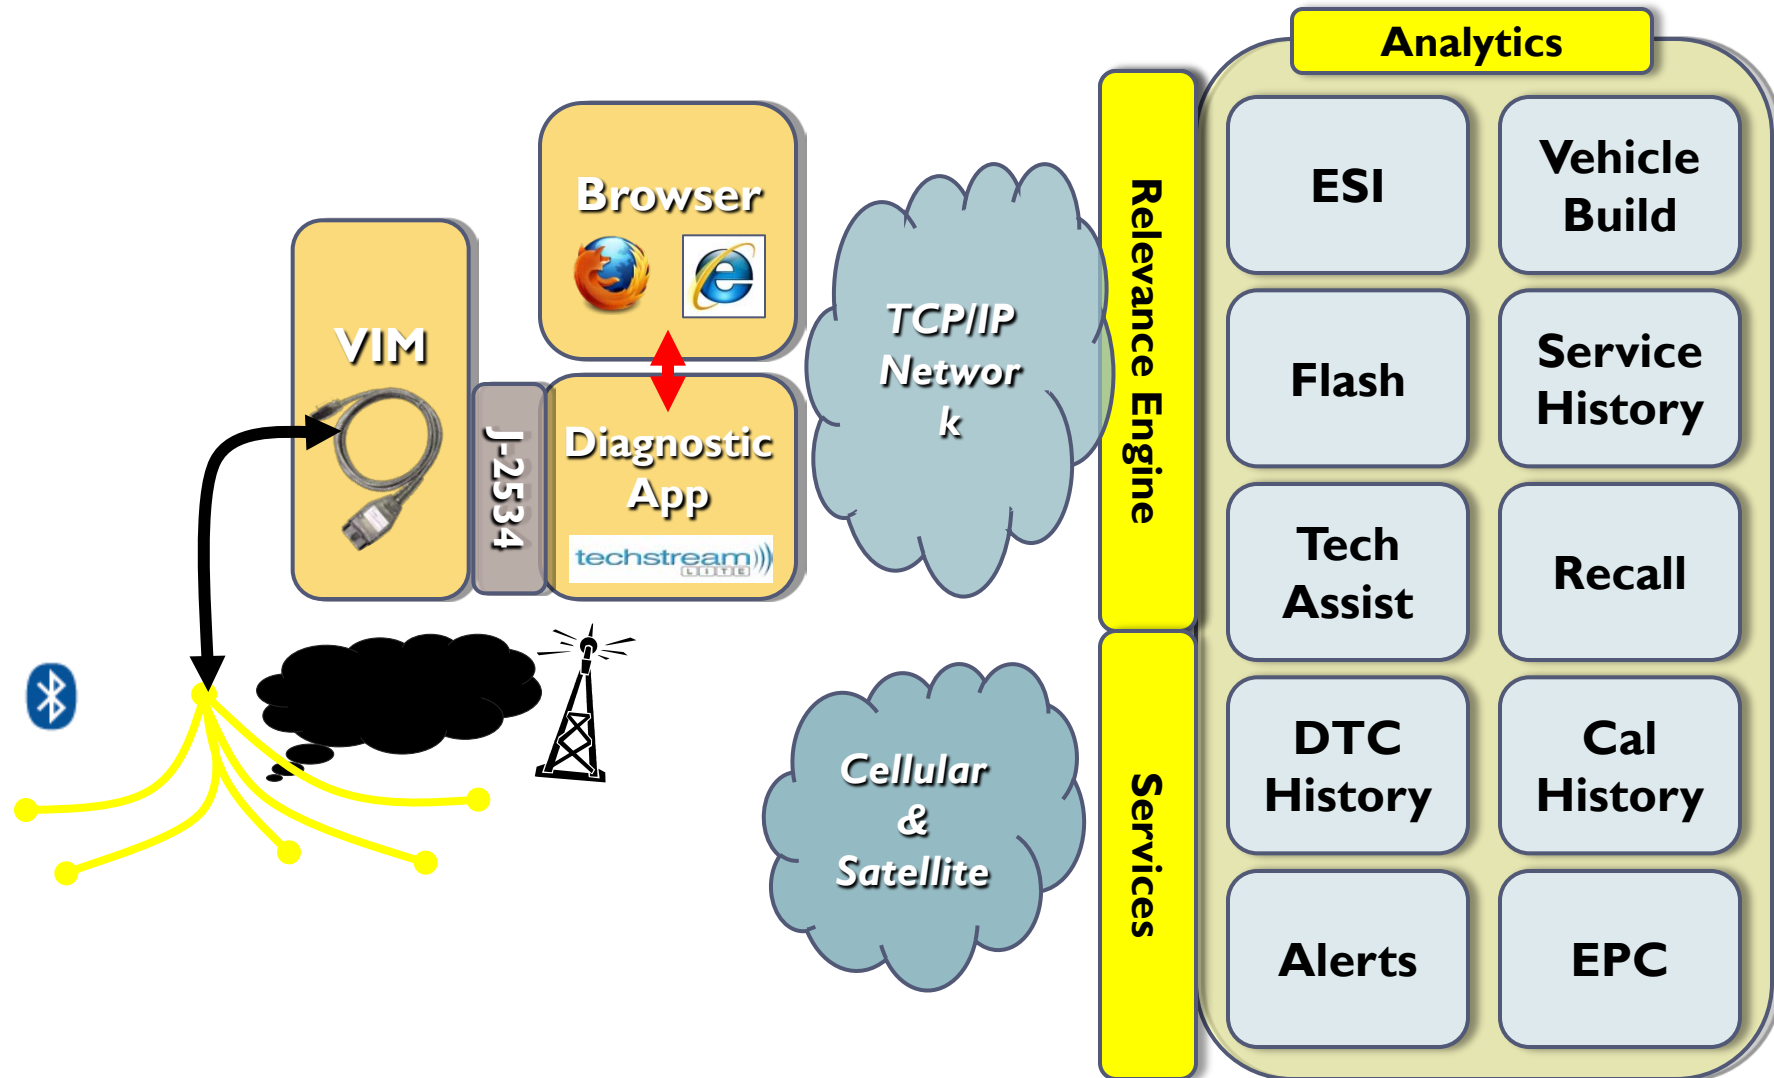 Analytics
Browser
VIM
J-2534
Diagnostic
App
techstream
LITE
TCP/IP
Networ
k
Cellular
&
Satellite
Relevance Engine
Services
ESI
Vehicle
Build
Flash
Service
History
Tech
Assist
Recall
DTC
History
Cal
History
Alerts
EPC